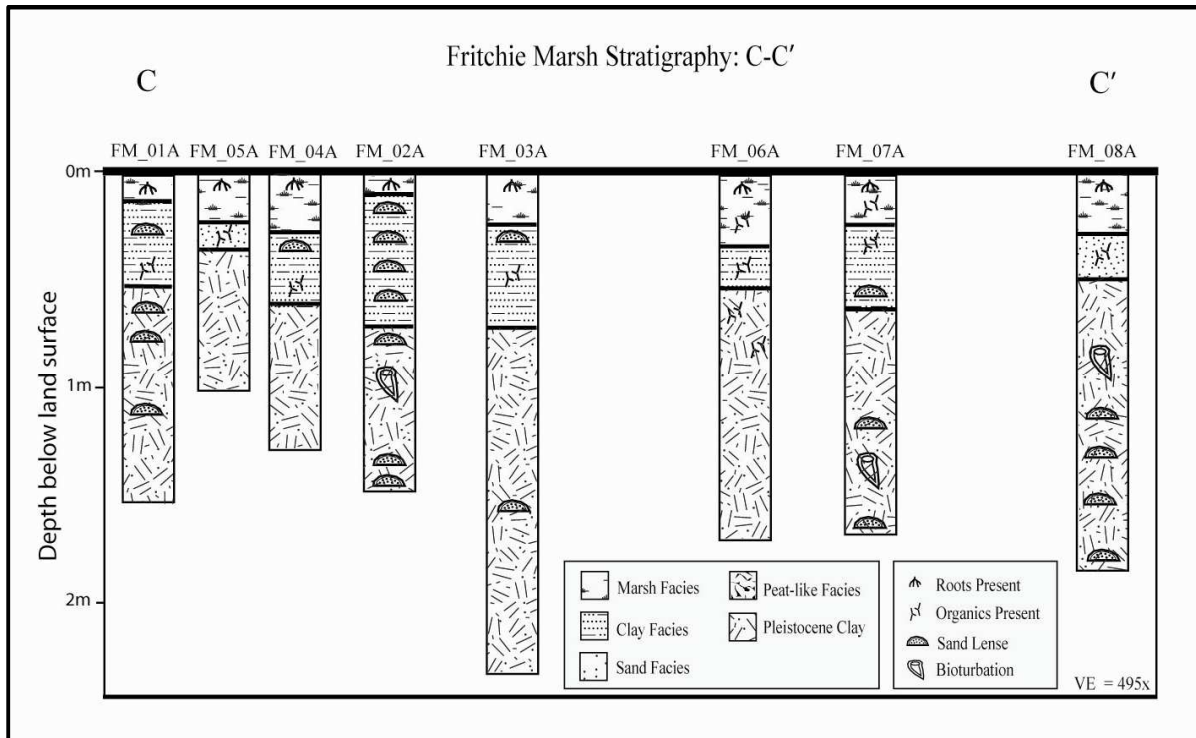 Fritchie Marsh Stratigraphy: C-C′
C
C′
FM_01A FM_05A FM_04A FM_02A FM_03A FM_06A FM_07A FM_08A
0m
1m
2m
Depth below land surface
Marsh Facies
Peat-like Facies
Clay Facies
Pleistocene Clay
Sand Facies
Roots Present
Organics Present
Sand Lense
Bioturbation
VE = 495x